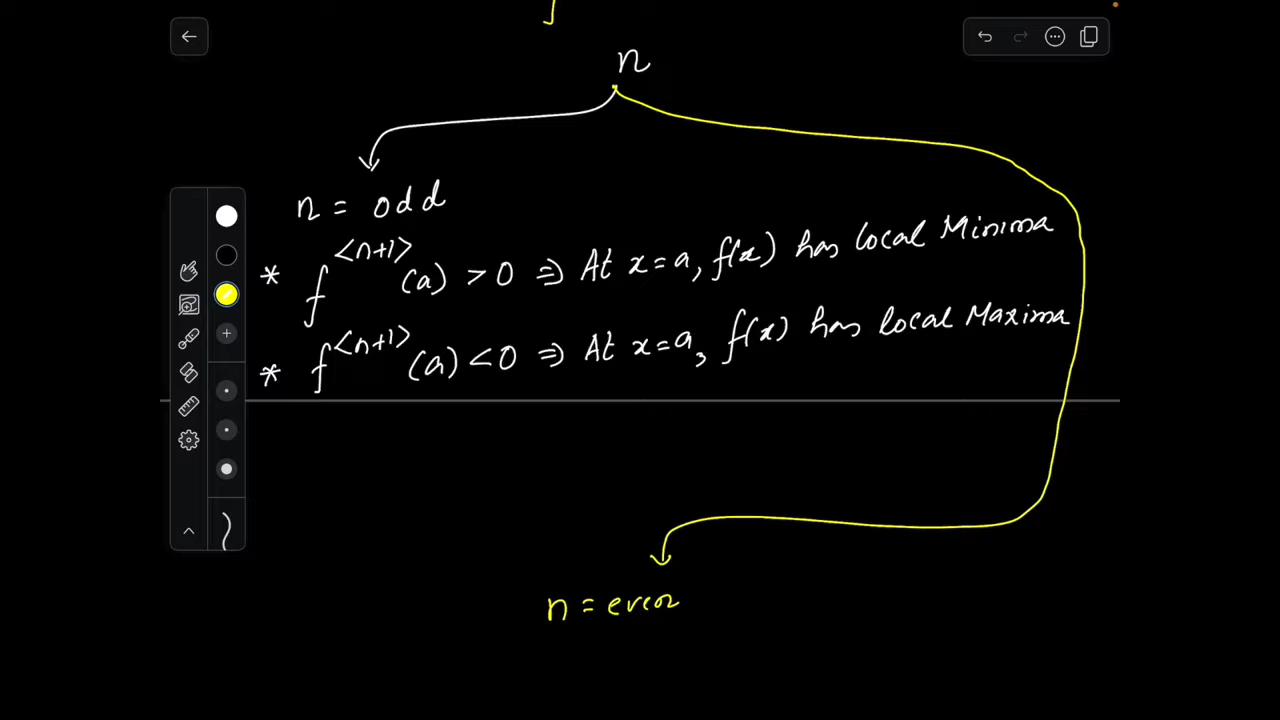 n
n = odd
* f<n+1>(a) > 0 ⇒ At x=a, f(x) has local Minima
* f<n+1>(a) < 0 ⇒ At x=a, f(x) has local Maxima
n = even